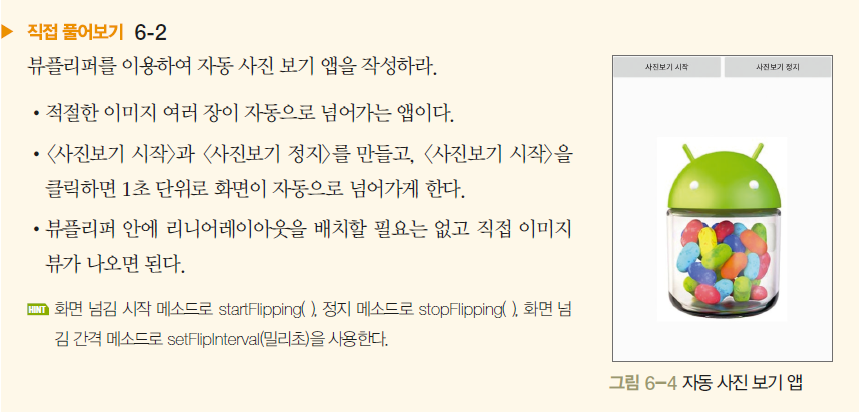 ▶ 직접 풀어보기 6-2
뷰플리퍼를 이용하여 자동 사진 보기 앱을 작성하라.
• 적절한 이미지 여러 장이 자동으로 넘어가는 앱이다.
• 〈사진보기 시작〉과 〈사진보기 정지〉를 만들고, 〈사진보기 시작〉을
클릭하면 1초 단위로 화면이 자동으로 넘어가게 한다.
• 뷰플리퍼 안에 리니어레이아웃을 배치할 필요는 없고 직접 이미지
뷰가 나오면 된다.
HINT 화면 넘김 시작 메소드로 startFlipping( ), 정지 메소드로 stopFlipping( ), 화면 넘
김 간격 메소드로 setFlipInterval(밀리초)을 사용한다.
사진보기 시작 사진보기 정지
그림 6-4 자동 사진 보기 앱